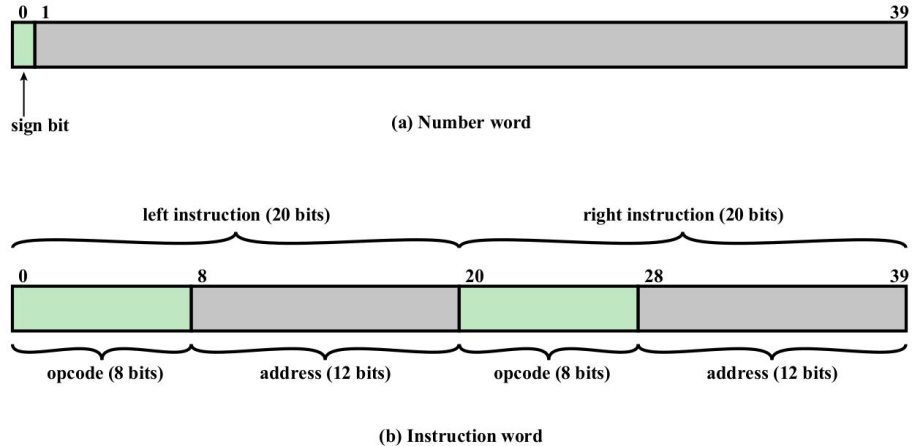 0 1 39
sign bit
(a) Number word
left instruction (20 bits) right instruction (20 bits)
0 8 20 28 39
opcode (8 bits) address (12 bits) opcode (8 bits) address (12 bits)
(b) Instruction word